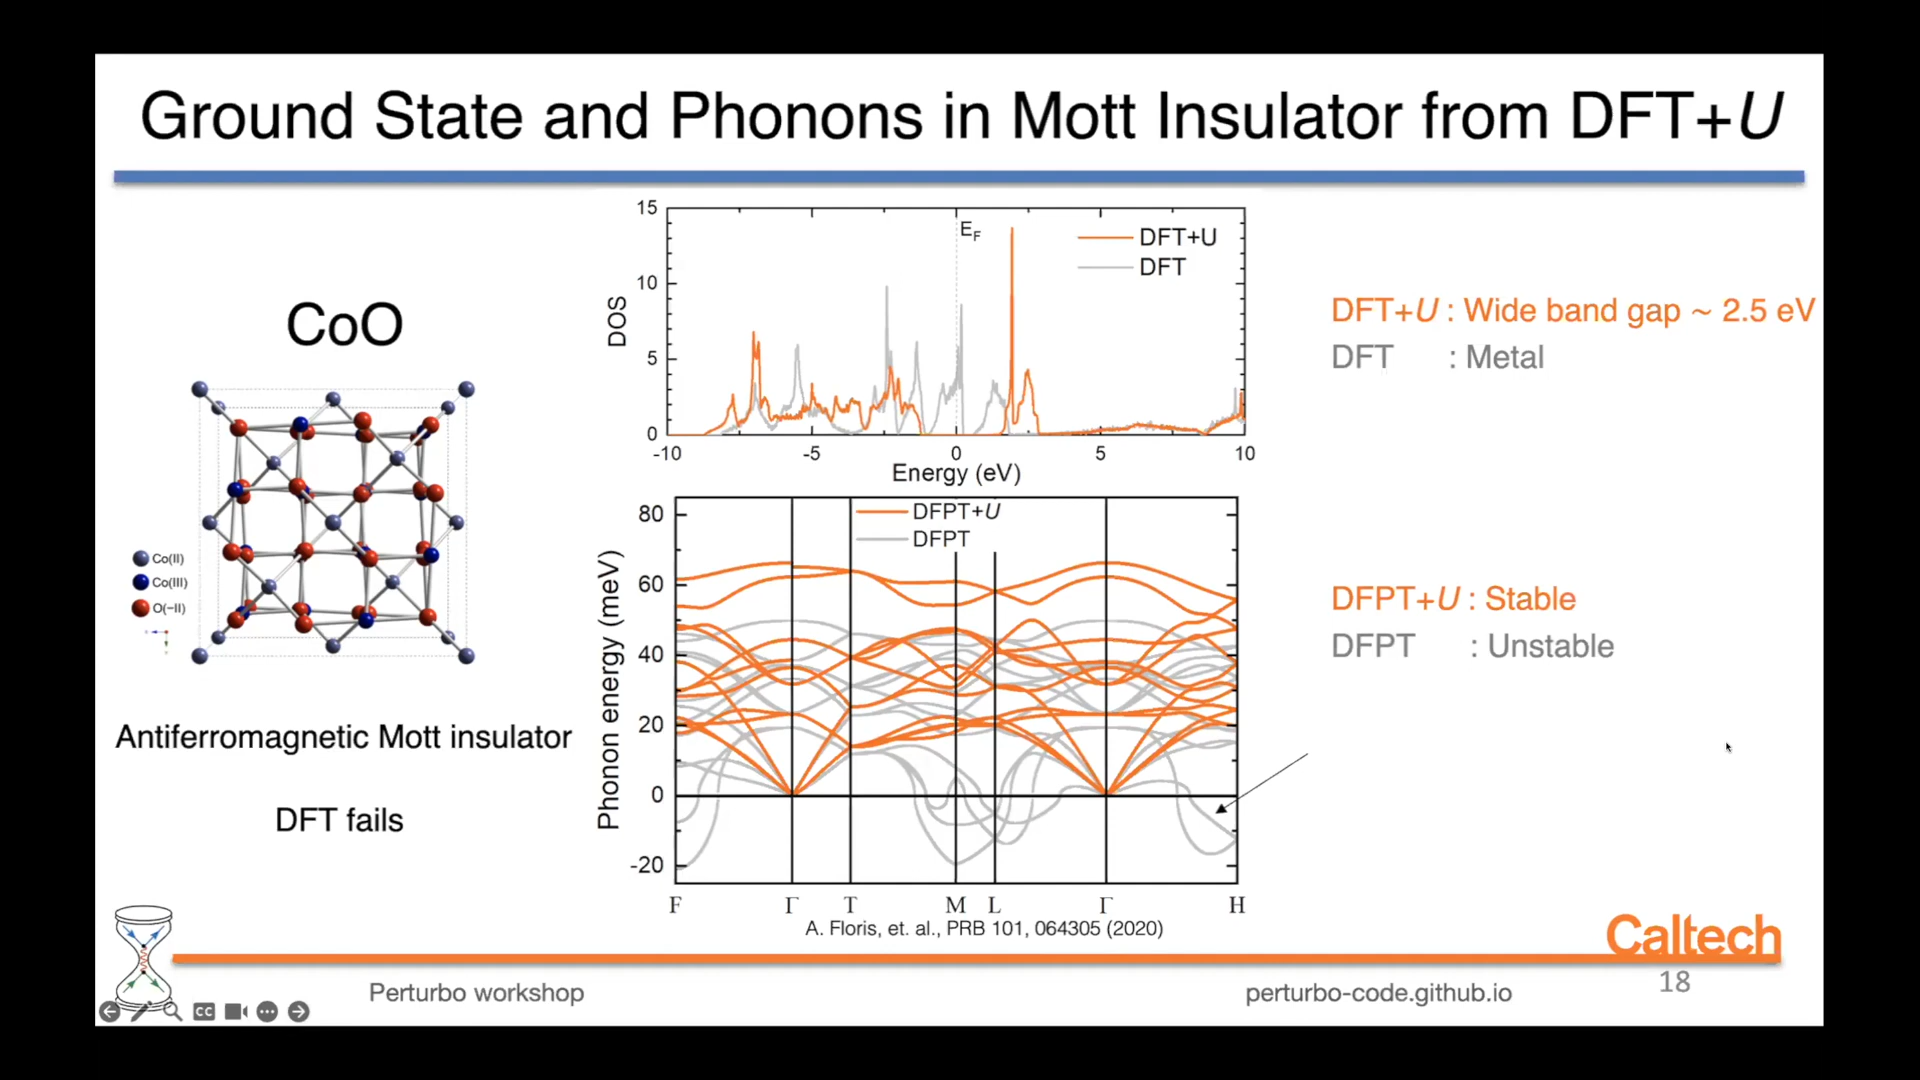 Ground State and Phonons in Mott Insulator from DFT+U
CoO
Co(II)
Co(III)
O(−II)
Antiferromagnetic Mott insulator
DFT fails
15
10
5
0
DOS
E_F
DFT+U
DFT
-10
-5
0
5
10
Energy (eV)
DFT+U : Wide band gap ~ 2.5 eV
DFT : Metal
80
60
40
20
0
-20
Phonon energy (meV)
DFPT+U
DFPT
F
Γ
T
M
L
Γ
H
DFPT+U : Stable
DFPT : Unstable
A. Floris, et. al., PRB 101, 064305 (2020)
Caltech
Perturbo workshop
perturbo-code.github.io
18
CC